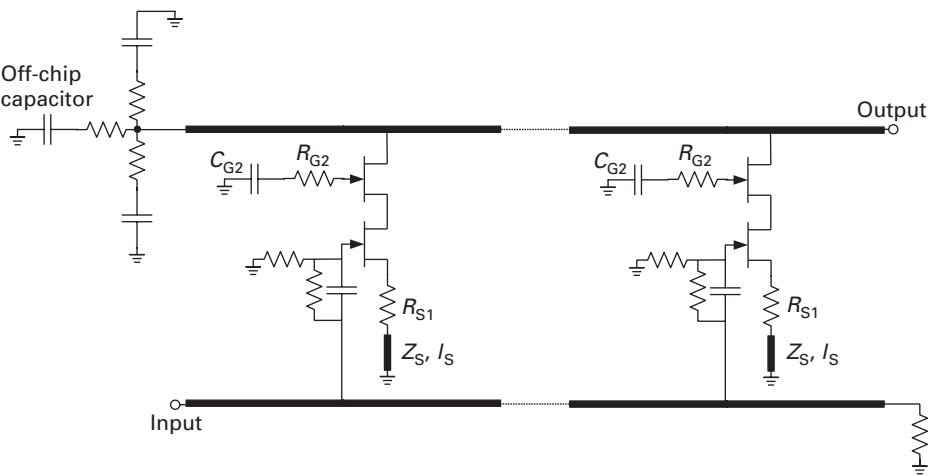 Off-chip
capacitor
Output
C_G2
R_G2
C_G2
R_G2
R_S1
R_S1
Z_S, l_S
Z_S, l_S
Input